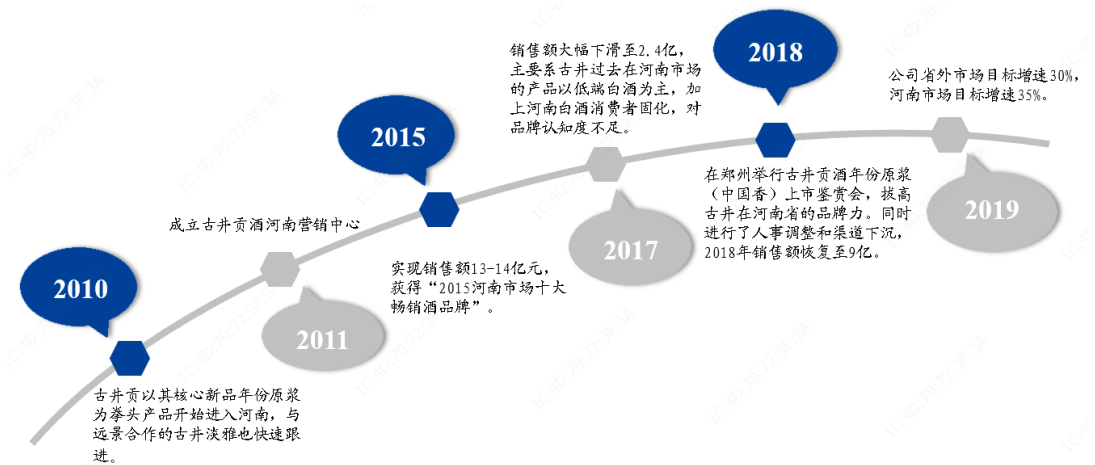 2010
古井贡以其核心新品年份原浆
为拳头产品开始进入河南，与
远景合作的古井淡雅也快速跟
进。
成立古井贡酒河南营销中心
2011
2015
实现销售额13-14亿元，
获得“2015河南市场十大
畅销酒品牌”。
销售额大幅下滑至2.4亿，
主要系古井过去在河南市场
的产品以低端白酒为主，加
上河南白酒消费者固化，对
品牌认知度不足。
2017
2018
在郑州举行古井贡酒年份原浆
（中国香）上市鉴赏会，拔高
古井在河南省的品牌力。同时
进行了人事调整和渠道下沉，
2018年销售额恢复至9亿。
公司省外市场目标增速30%，
河南市场目标增速35%。
2019
1C:4D:70:72:3F:3A